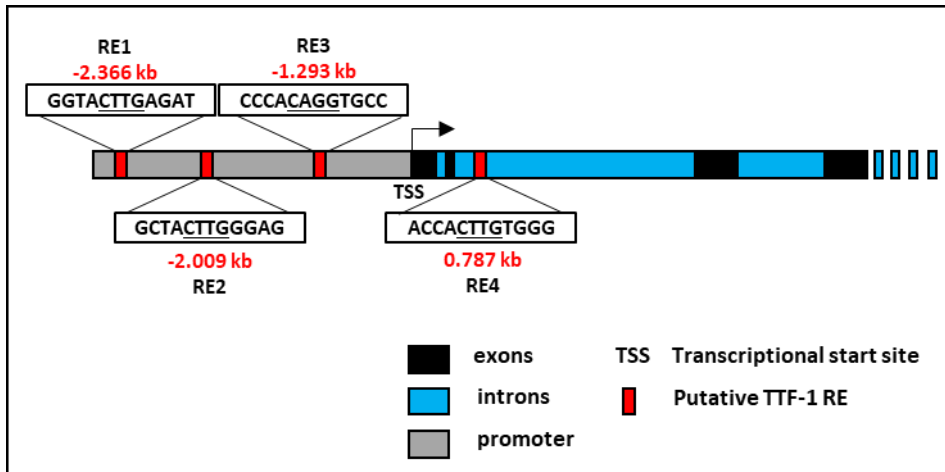 RE1
-2.366 kb
GGTACTTGAGAT
RE3
-1.293 kb
CCCACAGGTGCC
TSS
GCTACTTGGGAG
-2.009 kb
RE2
ACCACTTGTGGG
0.787 kb
RE4
exons
TSS Transcriptional start site
introns
Putative TTF-1 RE
promoter